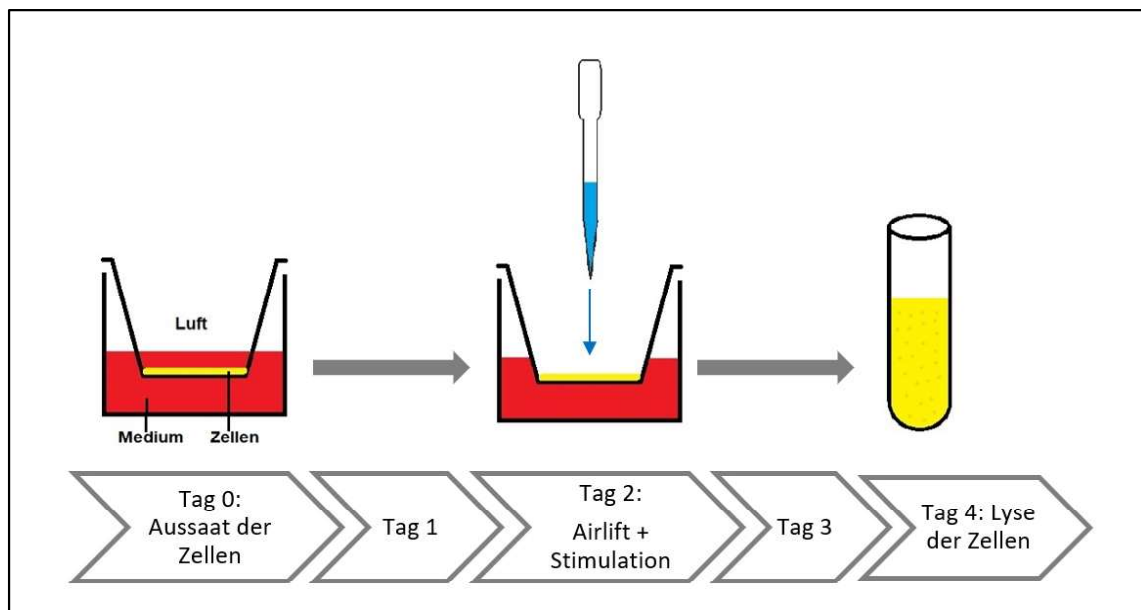 Luft
Medium
Zellen
Tag 0:
Aussaat der
Zellen
Tag 1
Tag 2:
Airlift +
Stimulation
Tag 3
Tag 4: Lyse
der Zellen